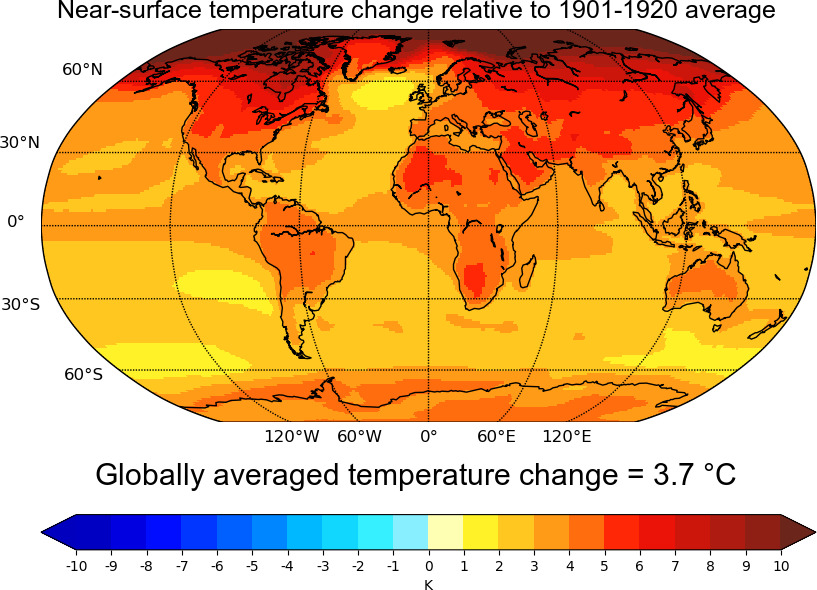 Near-surface temperature change relative to 1901-1920 average
60°N
30°N
0°
30°S
60°S
120°W 60°W 0° 60°E 120°E
Globally averaged temperature change = 3.7 °C
-10 -9 -8 -7 -6 -5 -4 -3 -2 -1 0 1 2 3 4 5 6 7 8 9 10
K